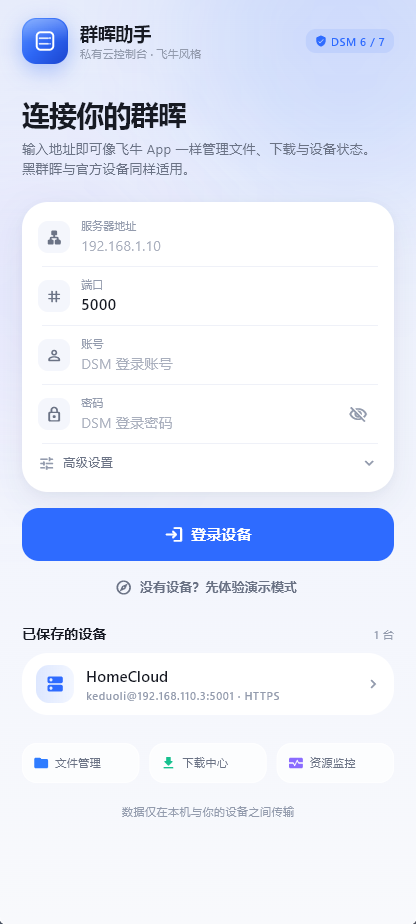 群晖助手
私有云控制台 · 飞牛风格
DSM 6 / 7
连接你的群晖
输入地址即可像飞牛 App 一样管理文件、下载与设备状态。
黑群晖与官方设备同样适用。
服务器地址
192.168.1.10
端口
5000
账号
DSM 登录账号
密码
DSM 登录密码
高级设置
登录设备
没有设备？先体验演示模式
已保存的设备
1 台
HomeCloud
keduoli@192.168.110.3:5001 · HTTPS
文件管理
下载中心
资源监控
数据仅在本机与你的设备之间传输